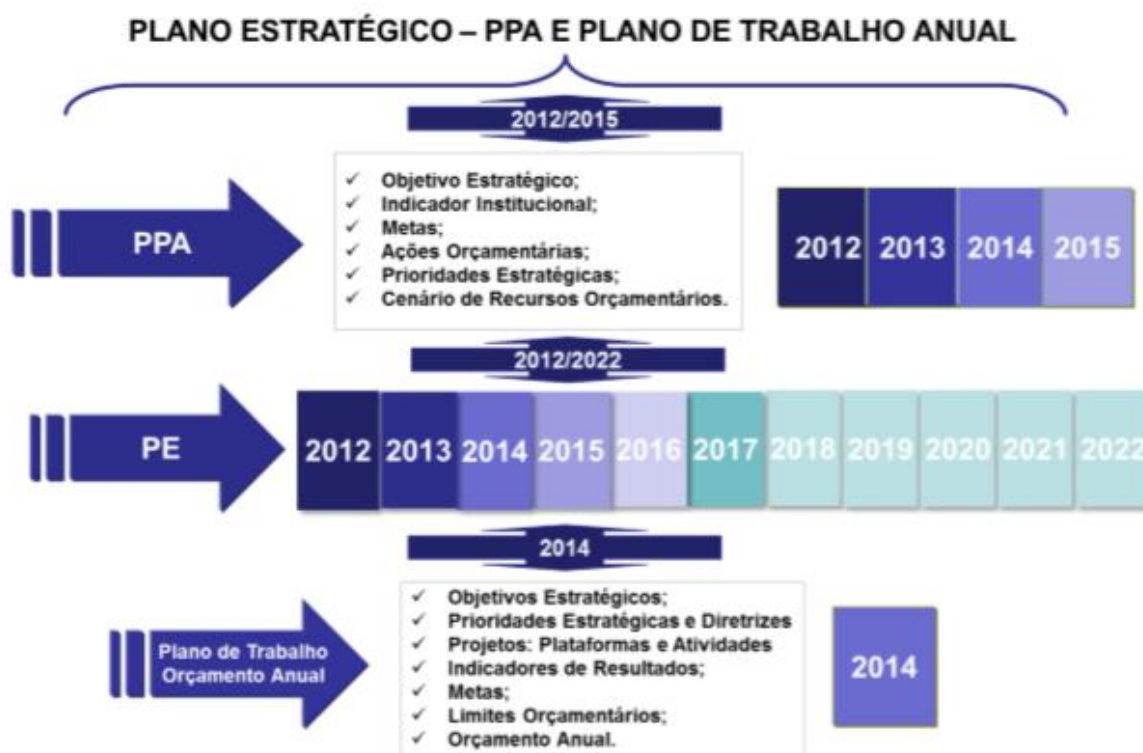 PLANO ESTRATÉGICO – PPA E PLANO DE TRABALHO ANUAL
2012/2015
PPA
✓ Objetivo Estratégico;
✓ Indicador Institucional;
✓ Metas;
✓ Ações Orçamentárias;
✓ Prioridades Estratégicas;
✓ Cenário de Recursos Orçamentários.
2012 2013 2014 2015
2012/2022
PE
2012 2013 2014 2015 2016 2017 2018 2019 2020 2021 2022
2014
Plano de Trabalho
Orçamento Anual
✓ Objetivos Estratégicos;
✓ Prioridades Estratégicas e Diretrizes
✓ Projetos: Plataformas e Atividades
✓ Indicadores de Resultados;
✓ Metas;
✓ Limites Orçamentários;
✓ Orçamento Anual.
2014